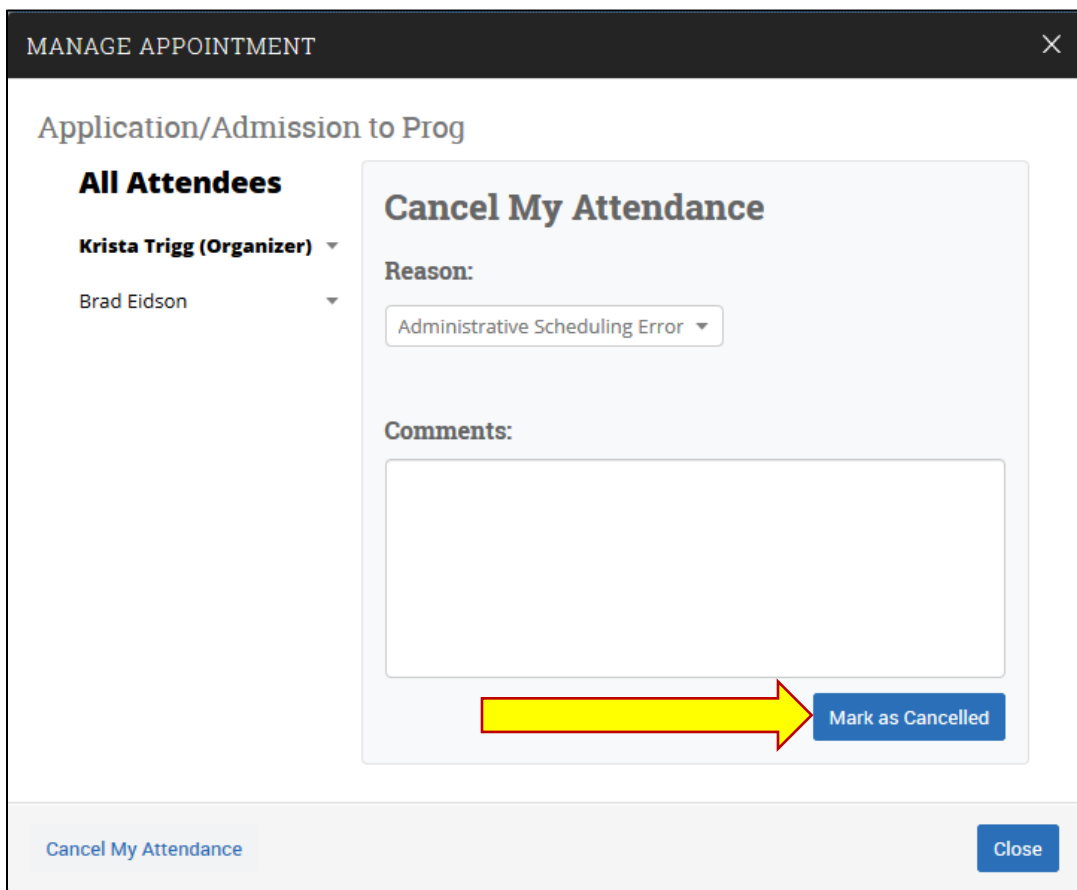 MANAGE APPOINTMENT
Application/Admission to Prog
All Attendees
Krista Trigg (Organizer)
Brad Eidson
Cancel My Attendance
Reason:
Administrative Scheduling Error
Comments:
Mark as Cancelled
Cancel My Attendance
Close